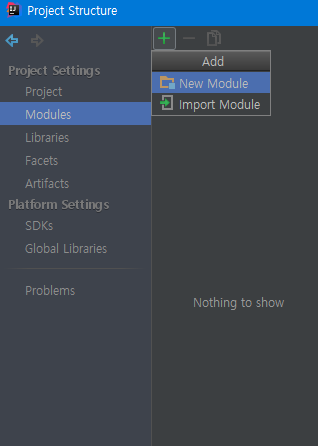 Project Structure
Add
Project Settings
New Module
Project
Import Module
Modules
Libraries
Facets
Artifacts
Platform Settings
SDKs
Global Libraries
Problems
Nothing to show